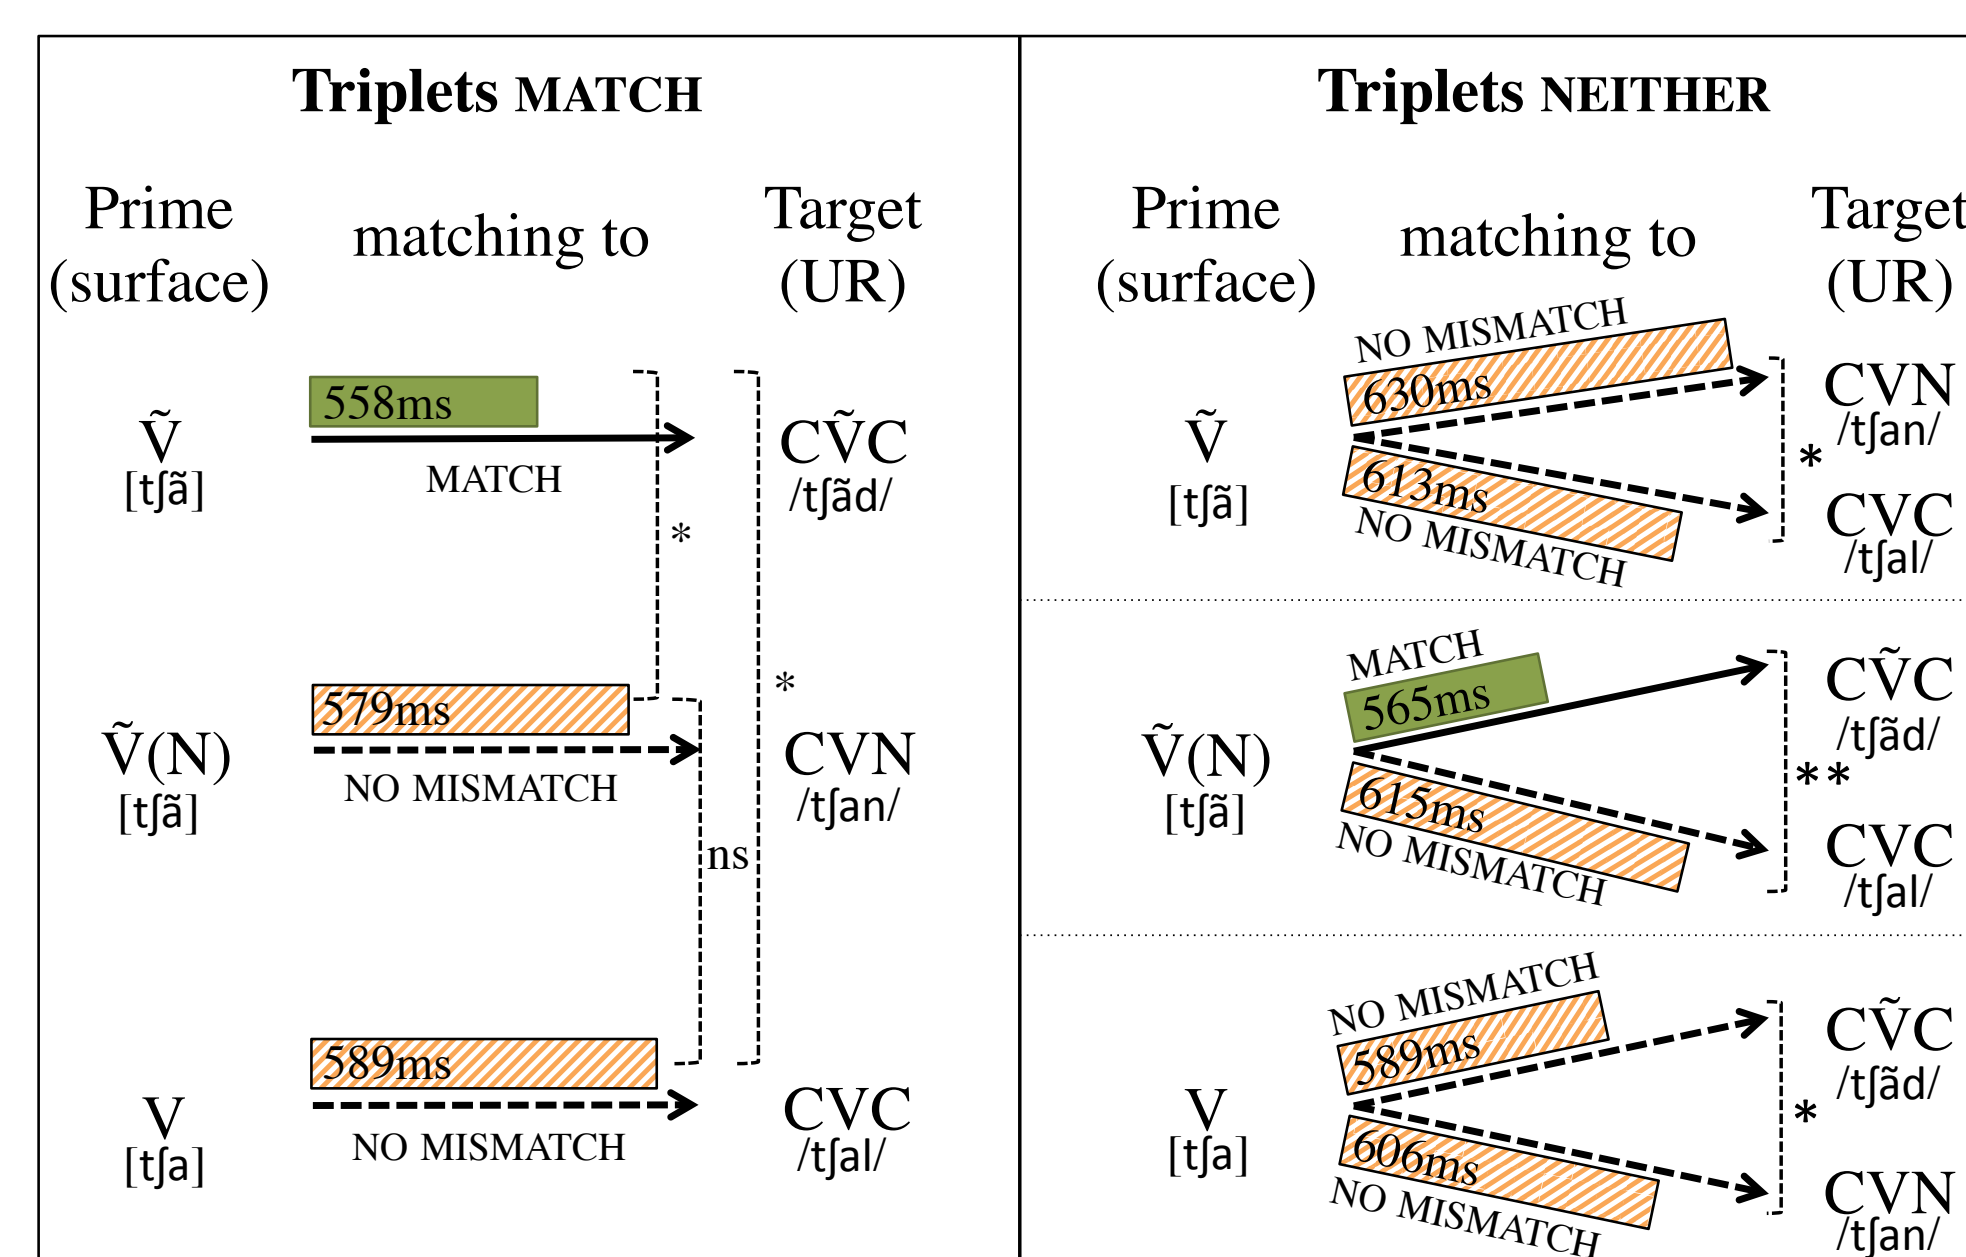 Triplets MATCH
Prime (surface)
matching to
Target (UR)
Ṽ
[tʃã]
558ms
MATCH
CṼC
/tʃãd/
*
Ṽ(N)
[tʃã]
579ms
NO MISMATCH
CVN
/tʃan/
*
ns
V
[tʃa]
589ms
NO MISMATCH
CVC
/tʃal/
Triplets NEITHER
Prime (surface)
matching to
Target (UR)
Ṽ
[tʃã]
NO MISMATCH
630ms
CVN
/tʃan/
*
613ms
NO MISMATCH
CVC
/tʃal/
Ṽ(N)
[tʃã]
MATCH
565ms
CṼC
/tʃãd/
**
615ms
NO MISMATCH
CVC
/tʃal/
V
[tʃa]
NO MISMATCH
589ms
CṼC
/tʃãd/
*
606ms
NO MISMATCH
CVN
/tʃan/